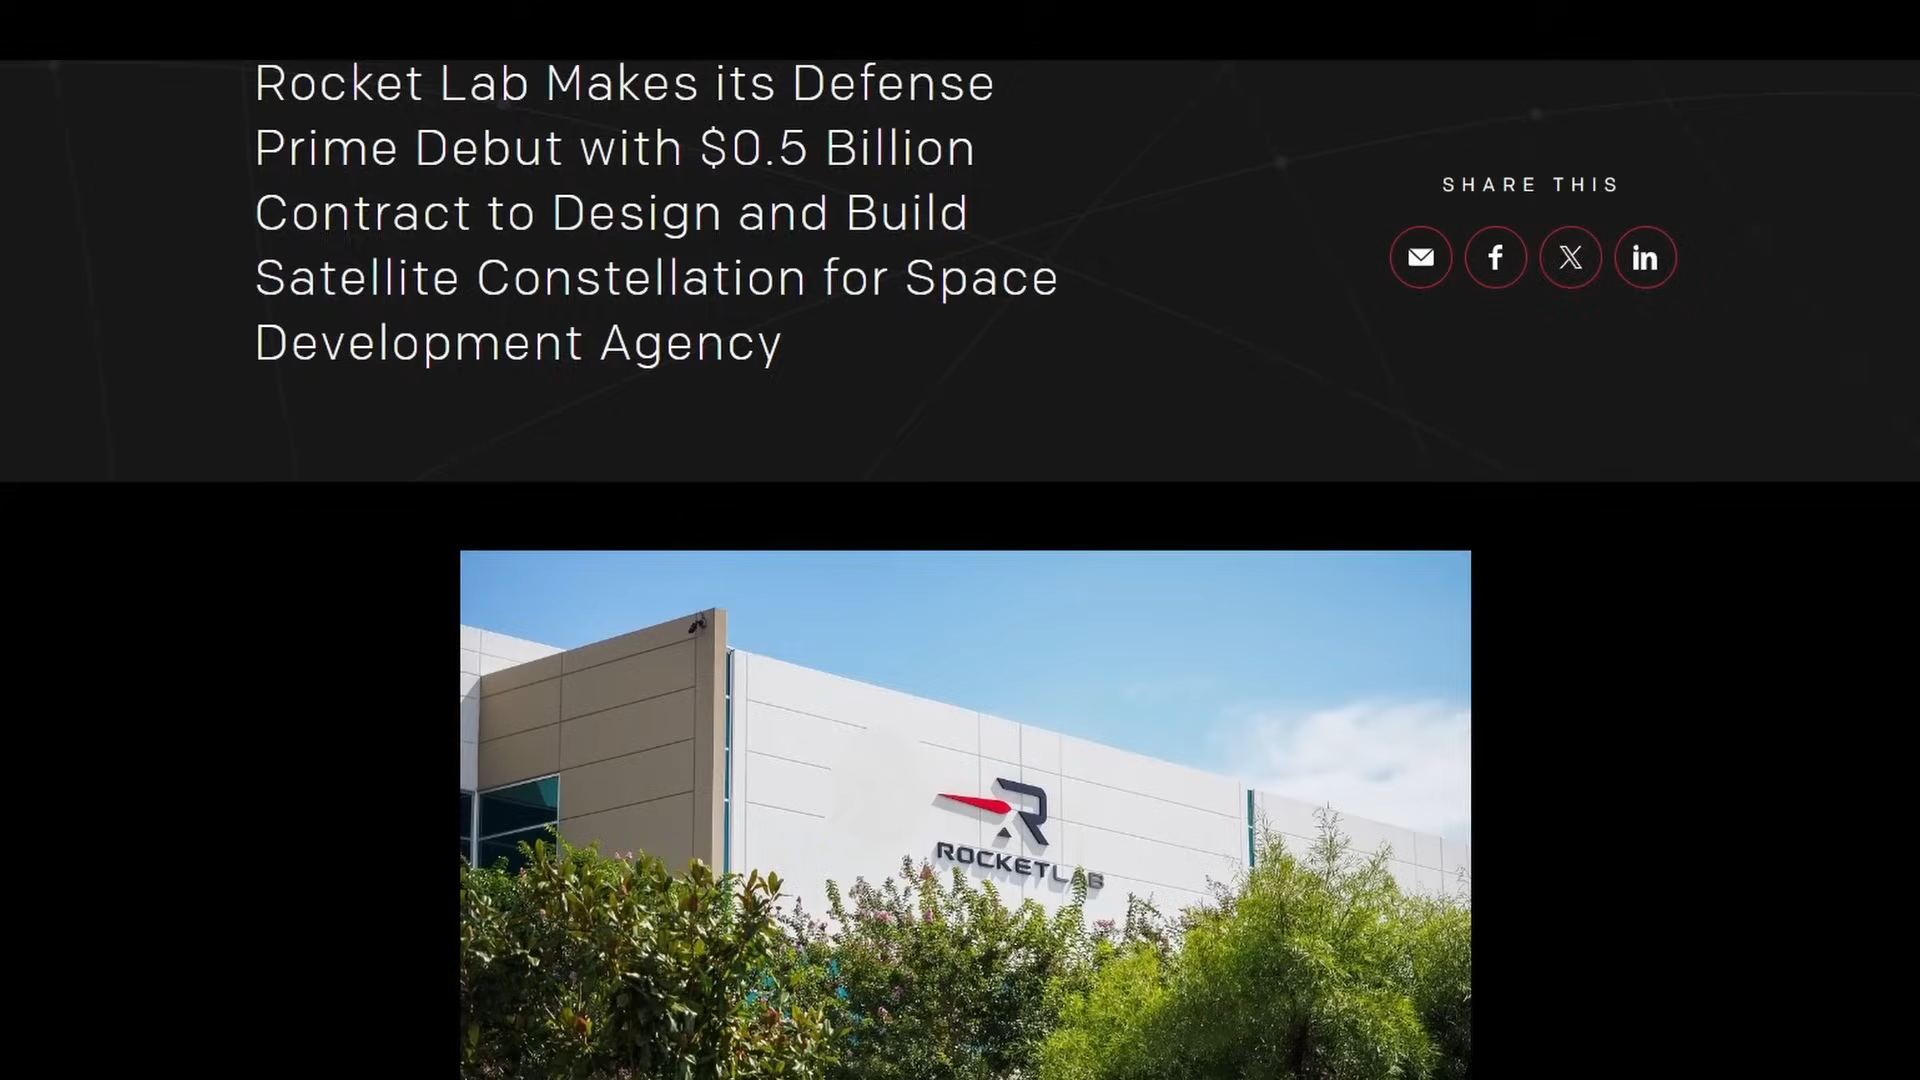 Rocket Lab Makes its Defense
Prime Debut with $0.5 Billion
Contract to Design and Build
Satellite Constellation for Space
Development Agency
SHARE THIS
ROCKETLAB